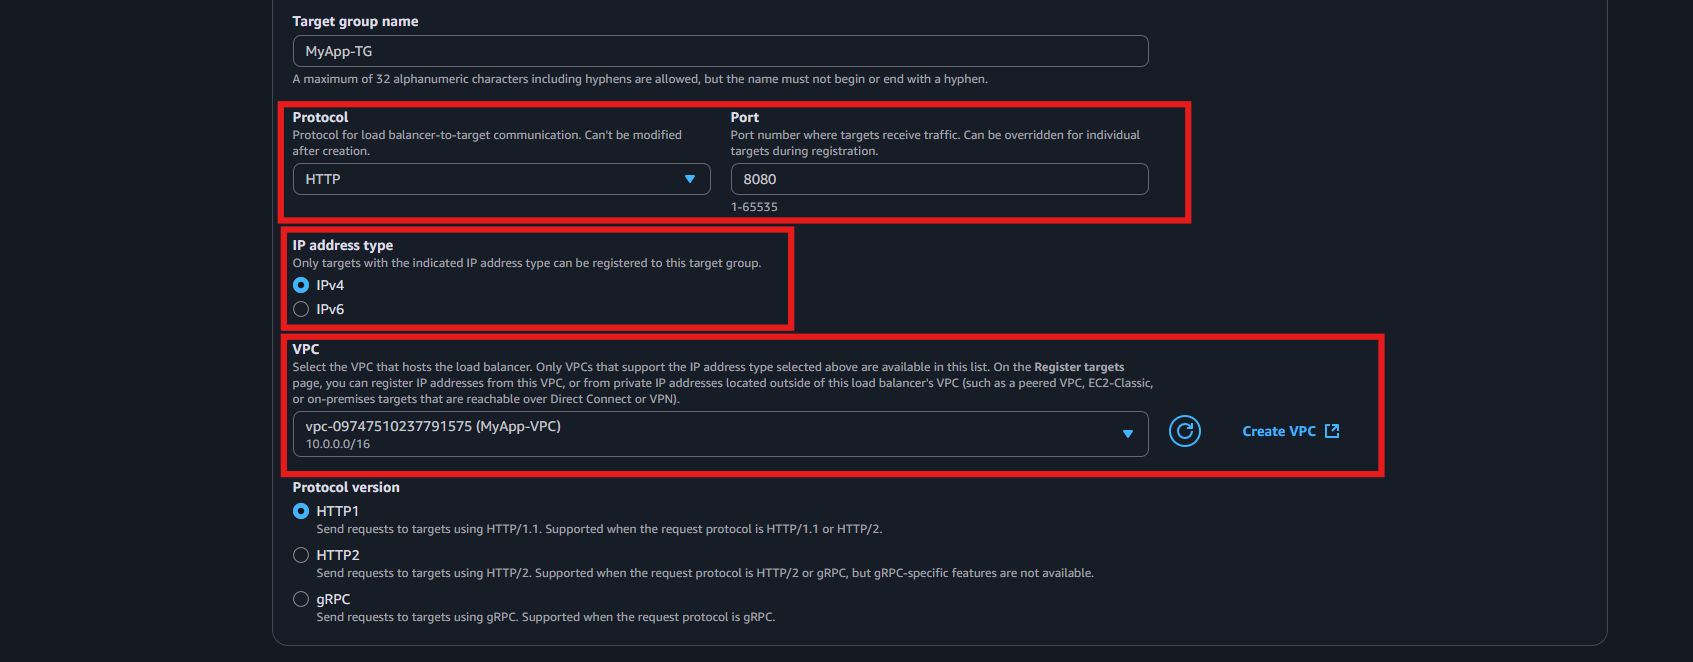 Target group name
MyApp-TG
A maximum of 32 alphanumeric characters including hyphens are allowed, but the name must not begin or end with a hyphen.
Protocol
Protocol for load balancer-to-target communication. Can't be modified
after creation.
HTTP
Port
Port number where targets receive traffic. Can be overridden for individual
targets during registration.
8080
1-65535
IP address type
Only targets with the indicated IP address type can be registered to this target group.
IPv4
IPv6
VPC
Select the VPC that hosts the load balancer. Only VPCs that support the IP address type selected above are available in this list. On the Register targets
page, you can register IP addresses from this VPC, or from private IP addresses located outside of this load balancer's VPC (such as a peered VPC, EC2-Classic,
or on-premises targets that are reachable over Direct Connect or VPN).
vpc-09747510237791575 (MyApp-VPC)
10.0.0.0/16
Create VPC
Protocol version
HTTP1
Send requests to targets using HTTP/1.1. Supported when the request protocol is HTTP/1.1 or HTTP/2.
HTTP2
Send requests to targets using HTTP/2. Supported when the request protocol is HTTP/2 or gRPC, but gRPC-specific features are not available.
gRPC
Send requests to targets using gRPC. Supported when the request protocol is gRPC.